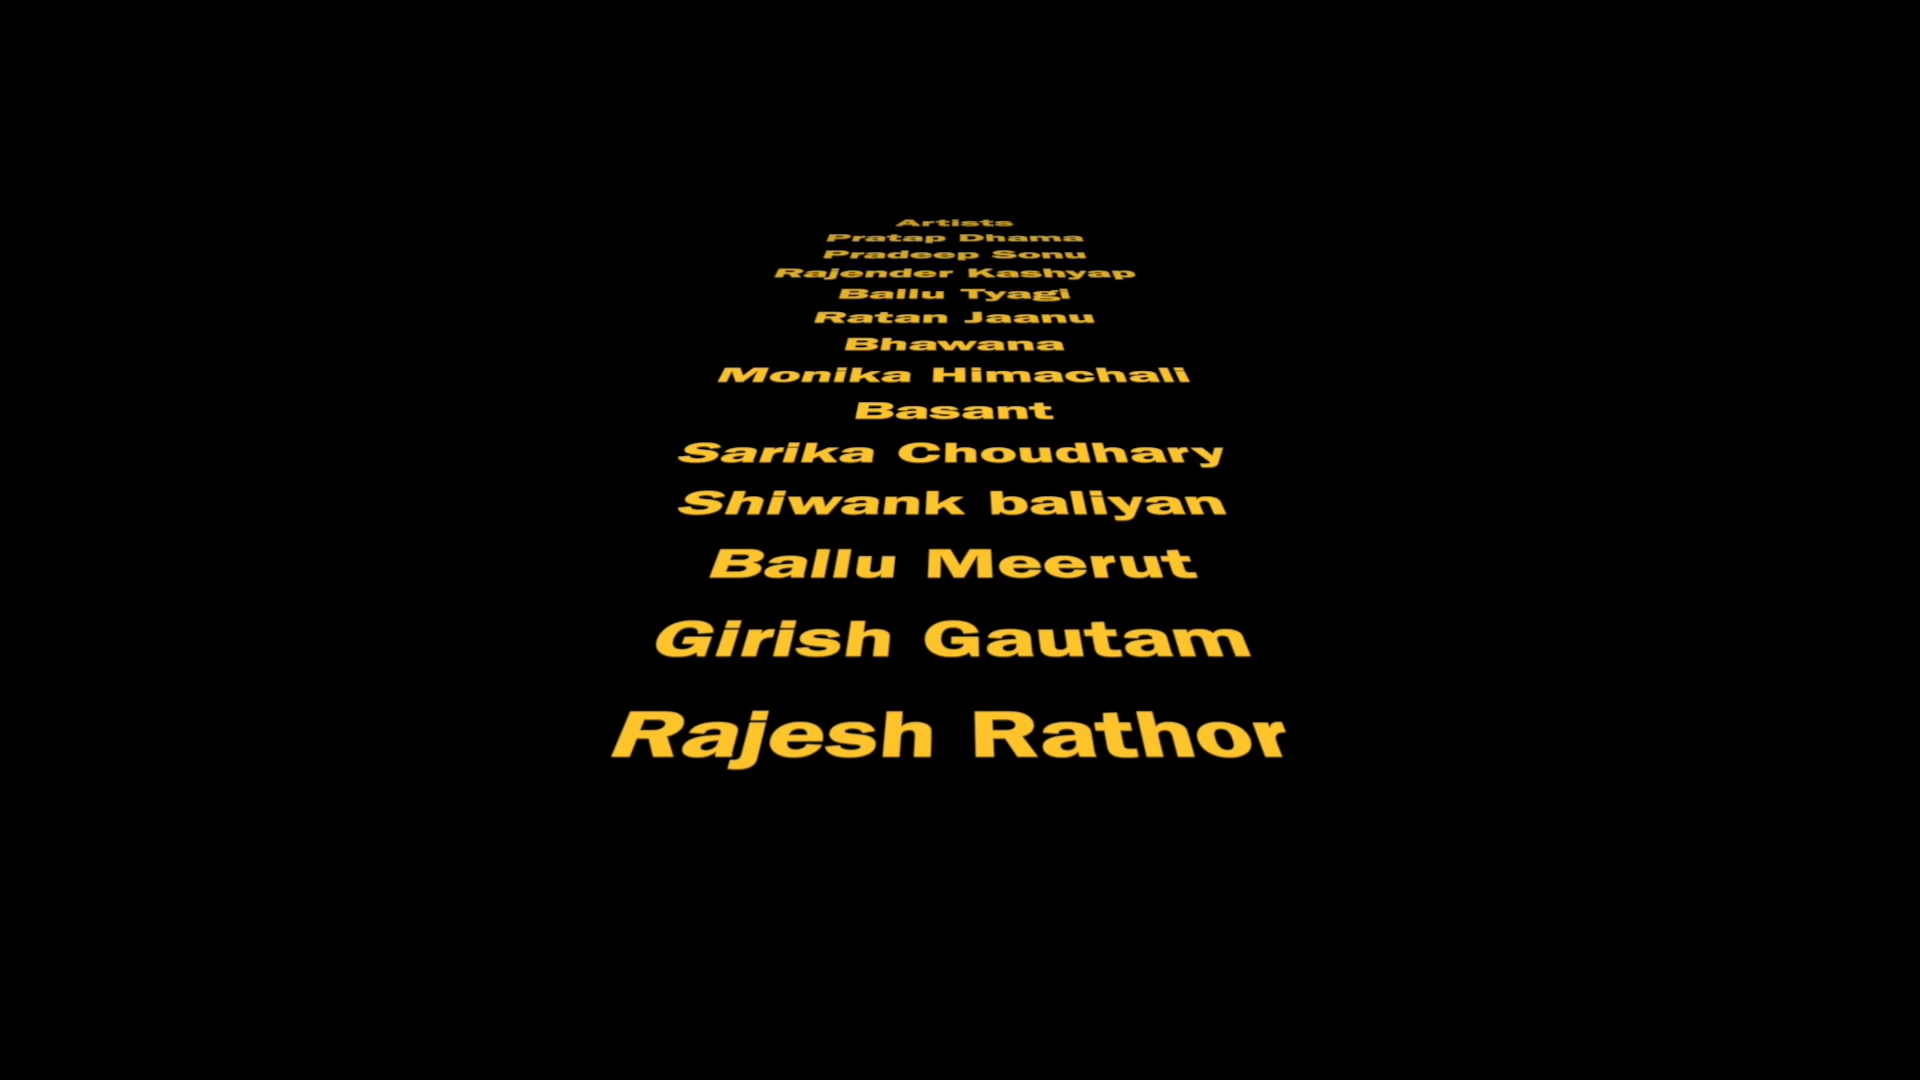 Artists
Pratap Dhama
Pradeep Sonu
Rajender Kashyap
Ballu Tyagi
Ratan Jaanu
Bhawana
Monika Himachali
Basant
Sarika Choudhary
Shiwank baliyan
Ballu Meerut
Girish Gautam
Rajesh Rathor